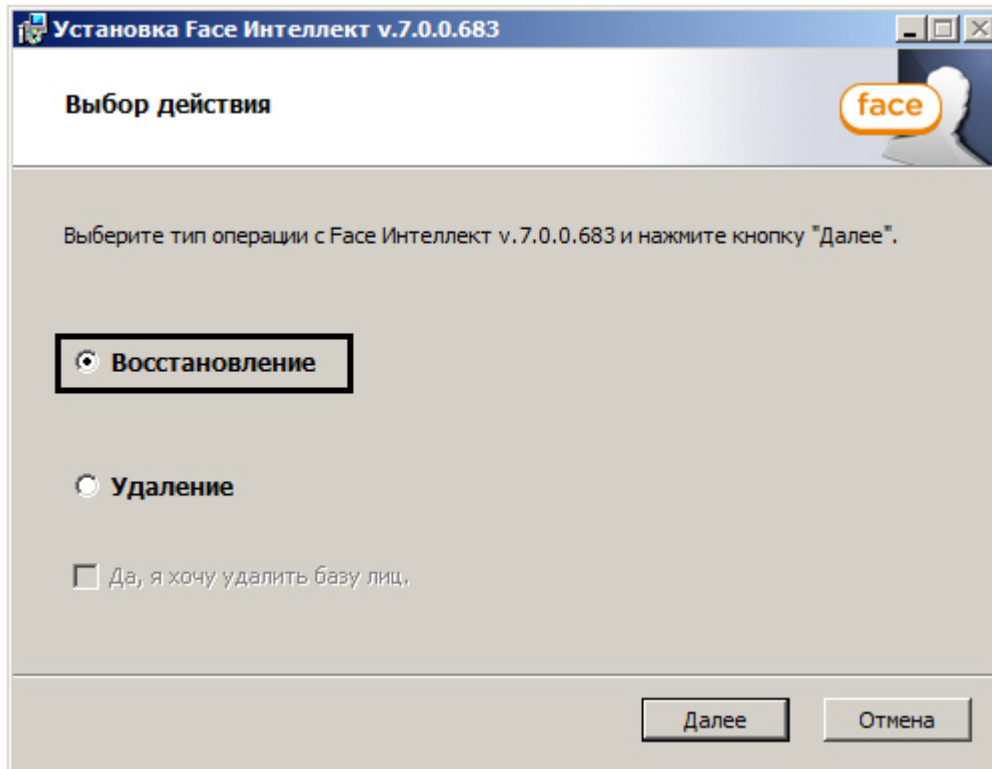 Установка Face Интеллект v.7.0.0.683
Выбор действия
face
Выберите тип операции с Face Интеллект v.7.0.0.683 и нажмите кнопку "Далее".
Восстановление
Удаление
Да, я хочу удалить базу лиц.
Далее
Отмена